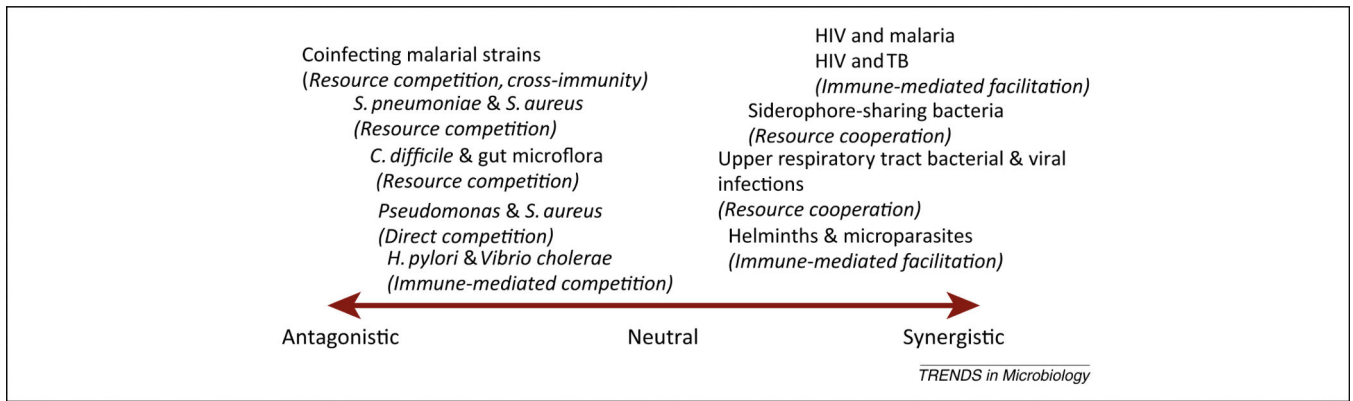 Coinfecting malarial strains
(Resource competition, cross-immunity)
S. pneumoniae & S. aureus
(Resource competition)
C. difficile & gut microflora
(Resource competition)
Pseudomonas & S. aureus
(Direct competition)
H. pylori & Vibrio cholerae
(Immune-mediated competition)
HIV and malaria
HIV and TB
(Immune-mediated facilitation)
Siderophore-sharing bacteria
(Resource cooperation)
Upper respiratory tract bacterial & viral
infections
(Resource cooperation)
Helminths & microparasites
(Immune-mediated facilitation)
Antagonistic
Neutral
Synergistic
TRENDS in Microbiology